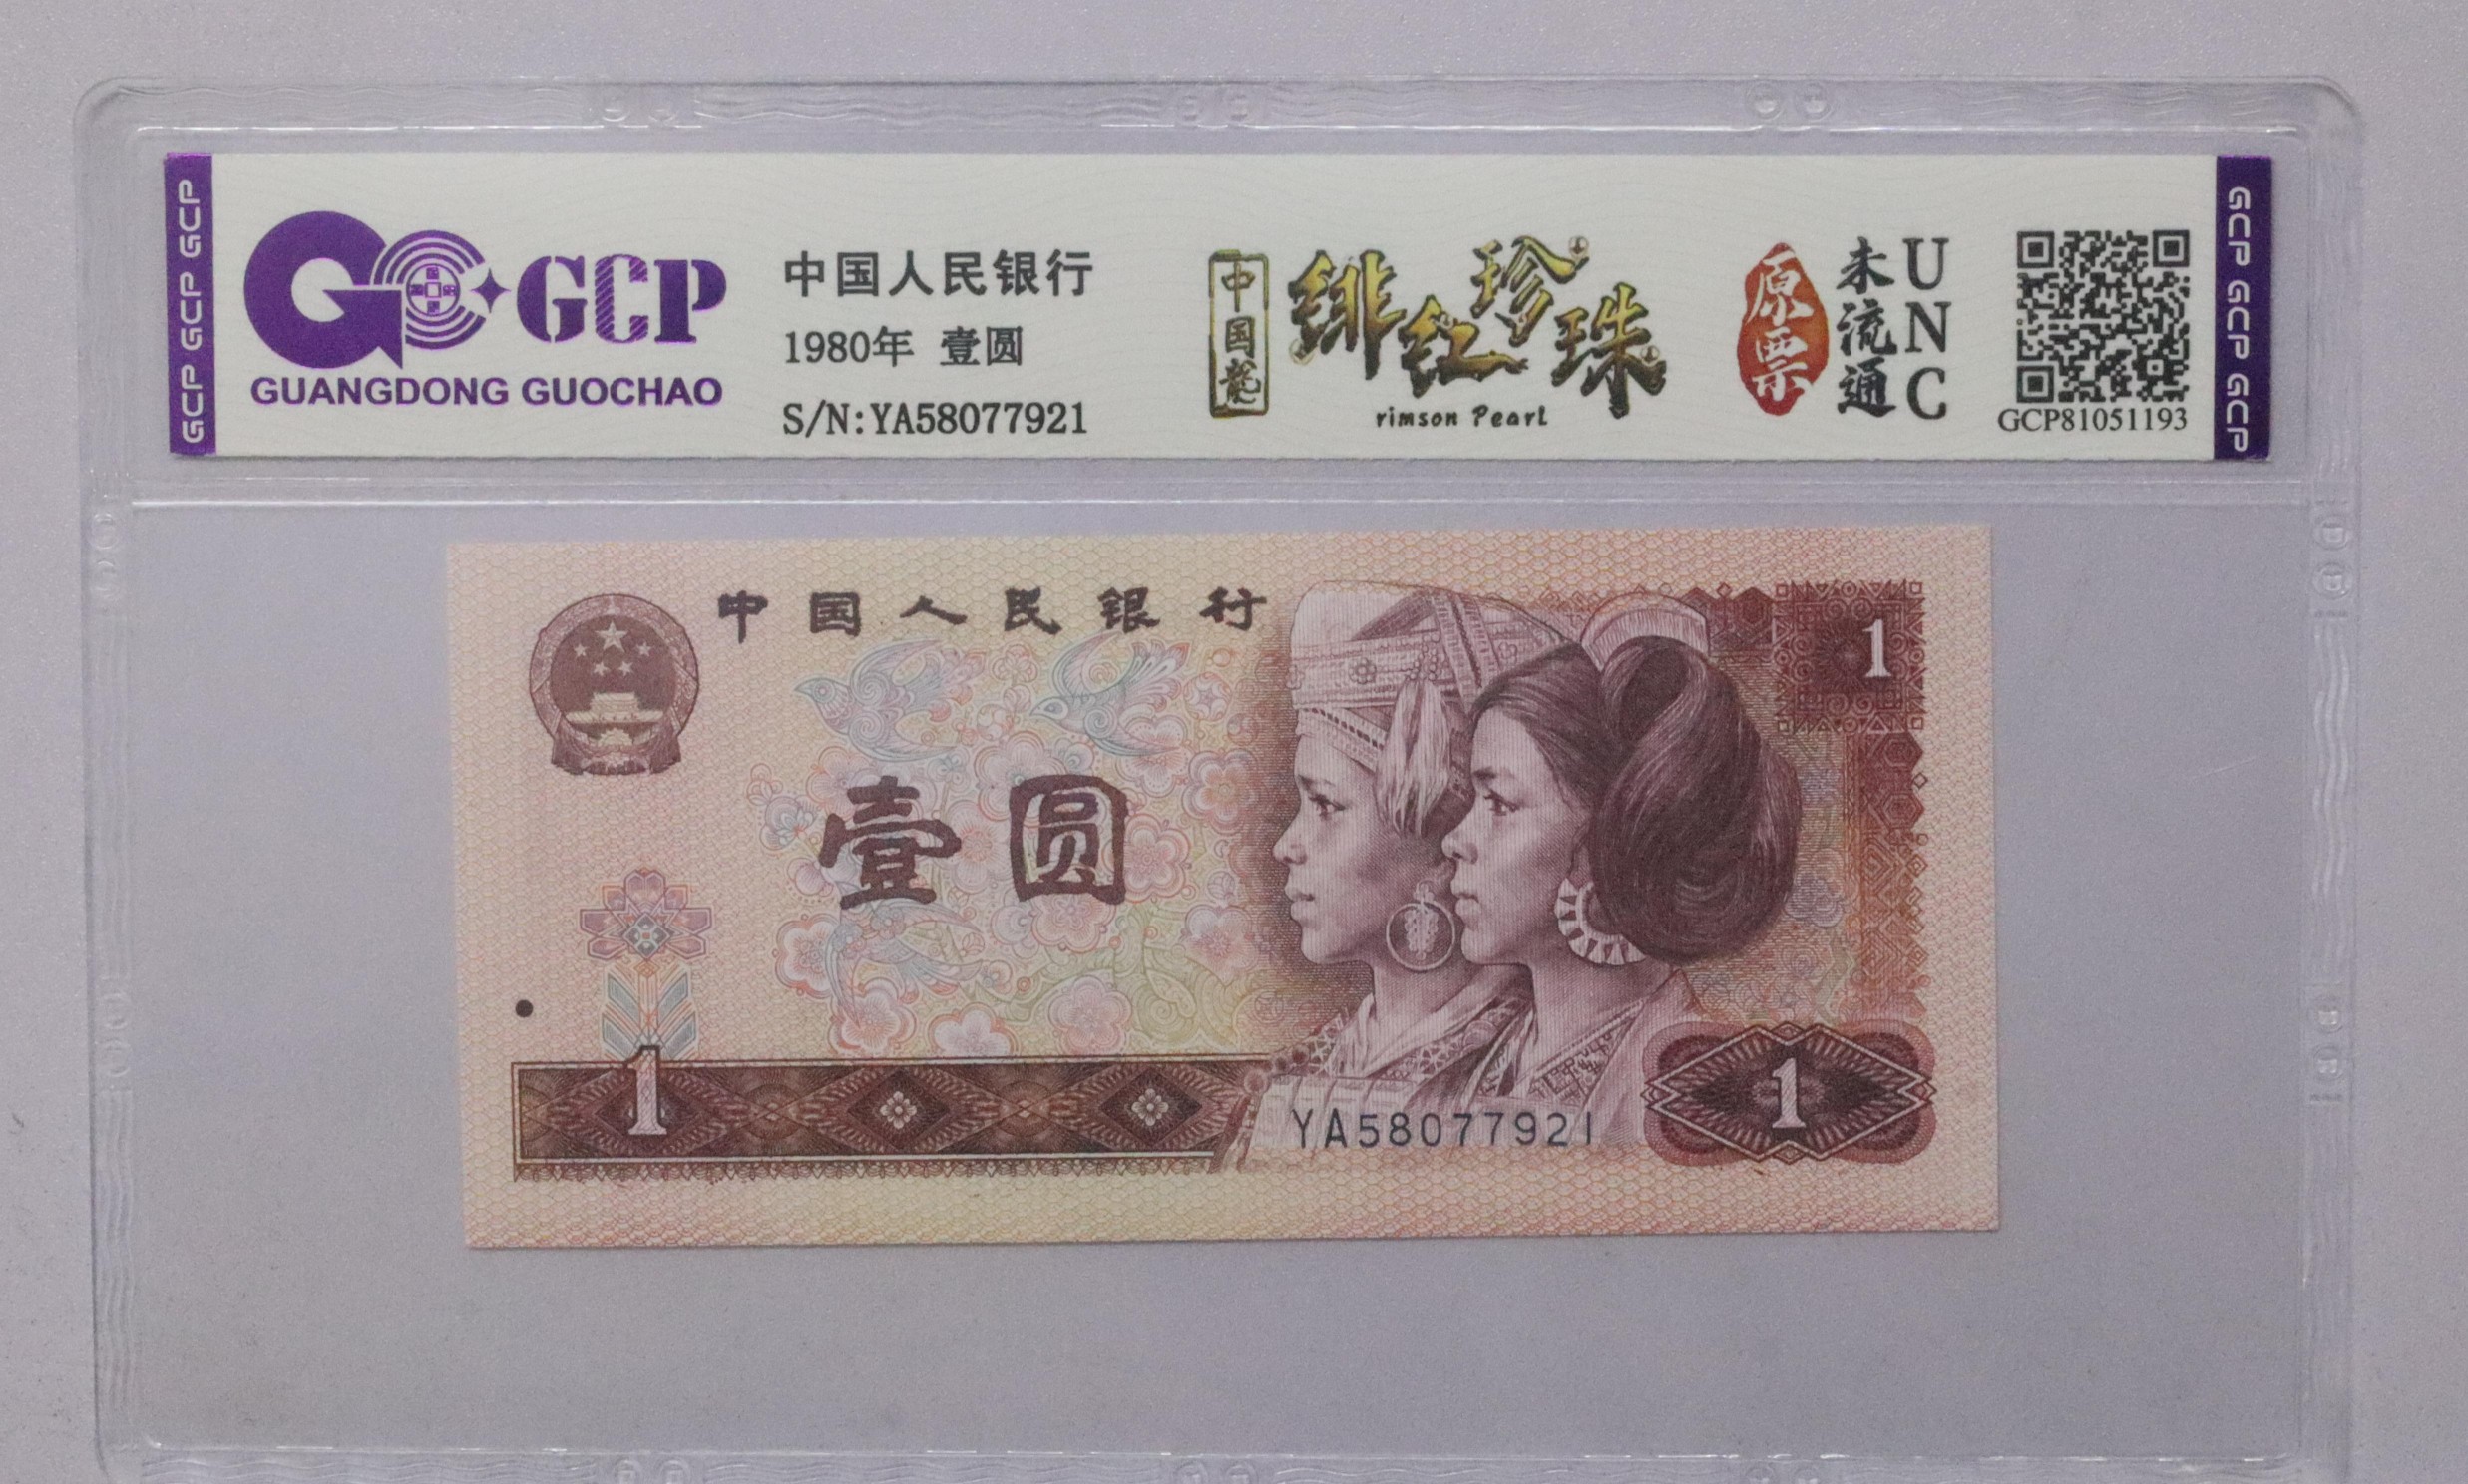 GCP GCP GCP
GCP
GUANGDONG GUOCHAO
中国人民银行
1980年 壹圆
S/N:YA58077921
中国龙
绯红珍珠
rimson Pearl
原票
未流通
UNC
GCP81051193
GCP GCP GCP
中国人民银行
1
壹圆
1
YA58077921
1